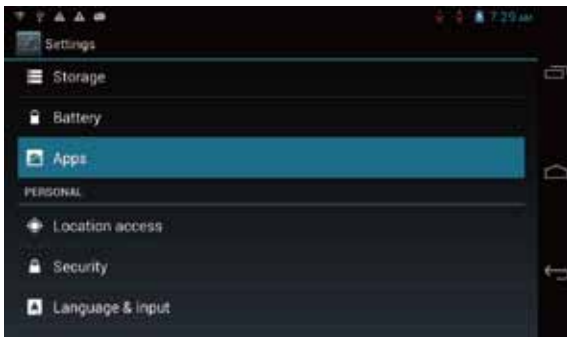 7:29 AM
Settings
Storage
Battery
Apps
PERSONAL
Location access
Security
Language & input